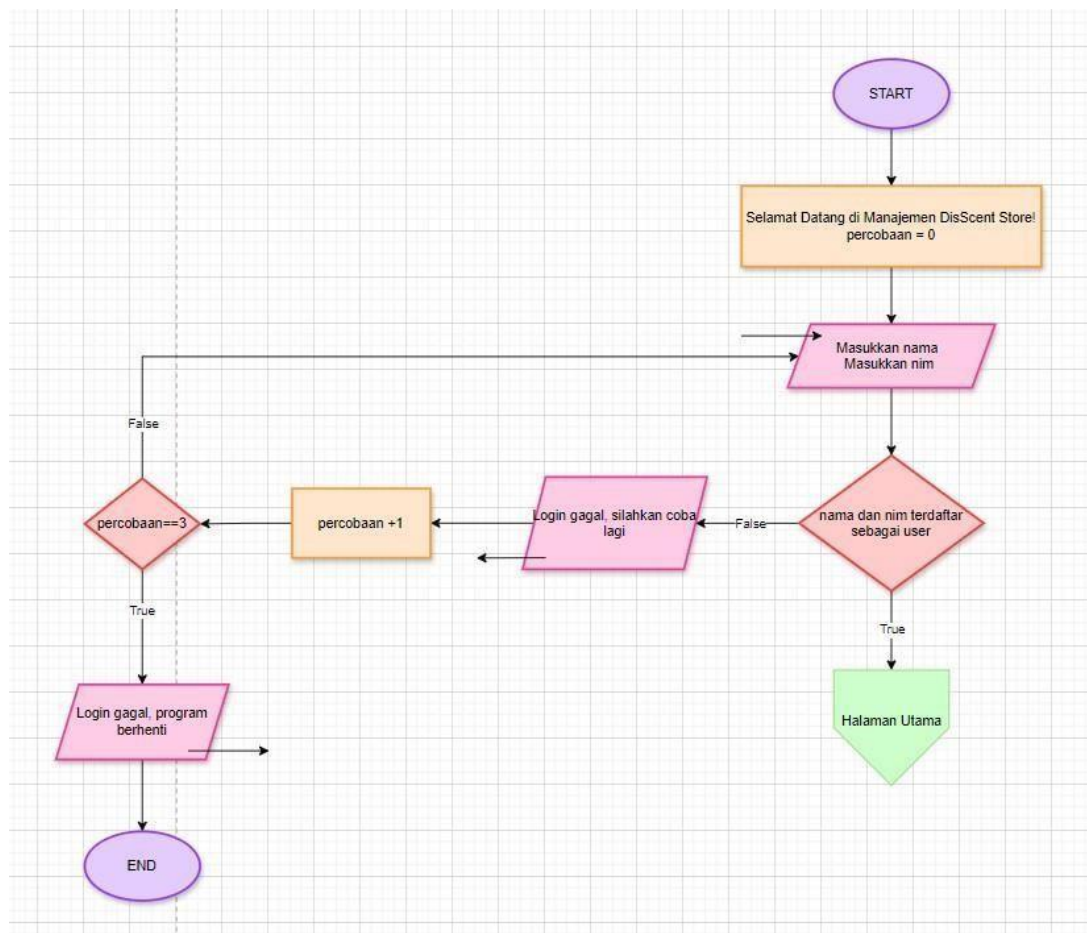 START
Selamat Datang di Manajemen DisScent Store!
percobaan = 0
Masukkan nama
Masukkan nim
False
percobaan==3
percobaan +1
Login gagal, silahkan coba
lagi
False
nama dan nim terdaftar
sebagai user
True
True
Login gagal, program
berhenti
Halaman Utama
END